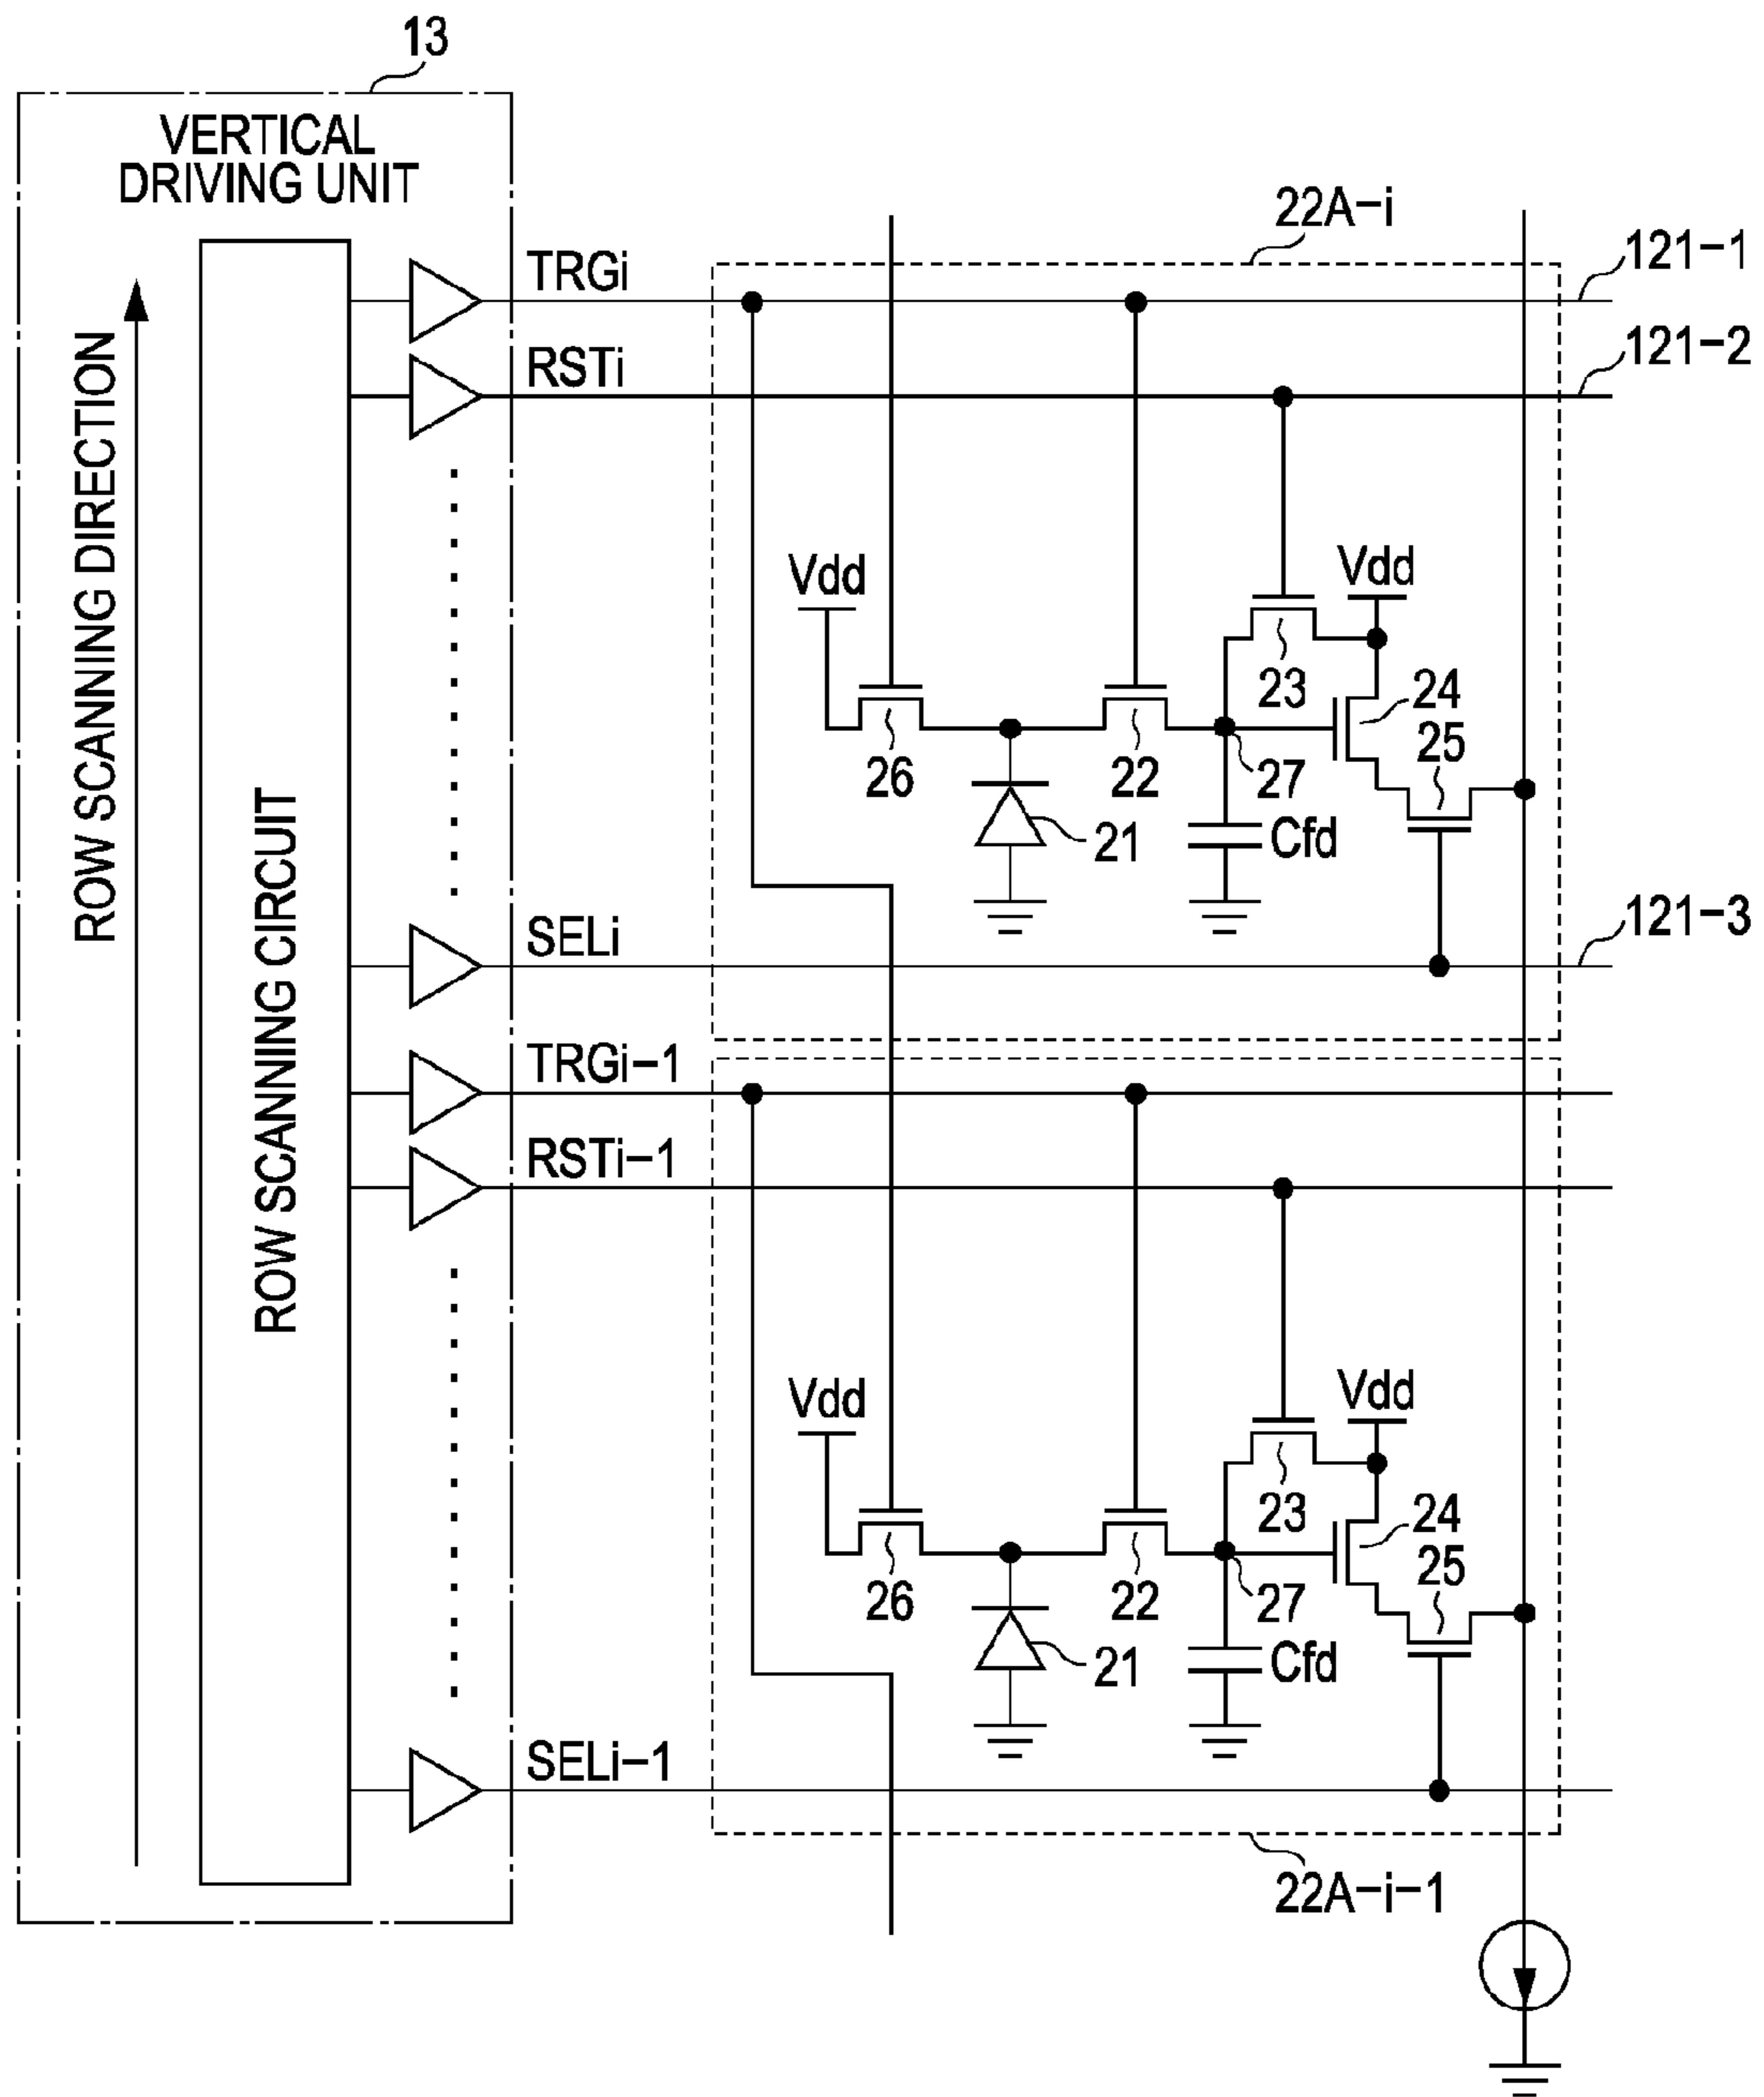 13
VERTICAL
DRIVING UNIT
ROW SCANNING DIRECTION
ROW SCANNING CIRCUIT
22A-i
TRGi
121-1
RSTi
121-2
Vdd
Vdd
23
24
25
26
22
27
21
Cfd
SELi
121-3
TRGi-1
RSTi-1
Vdd
Vdd
23
24
25
26
22
27
21
Cfd
SELi-1
22A-i-1